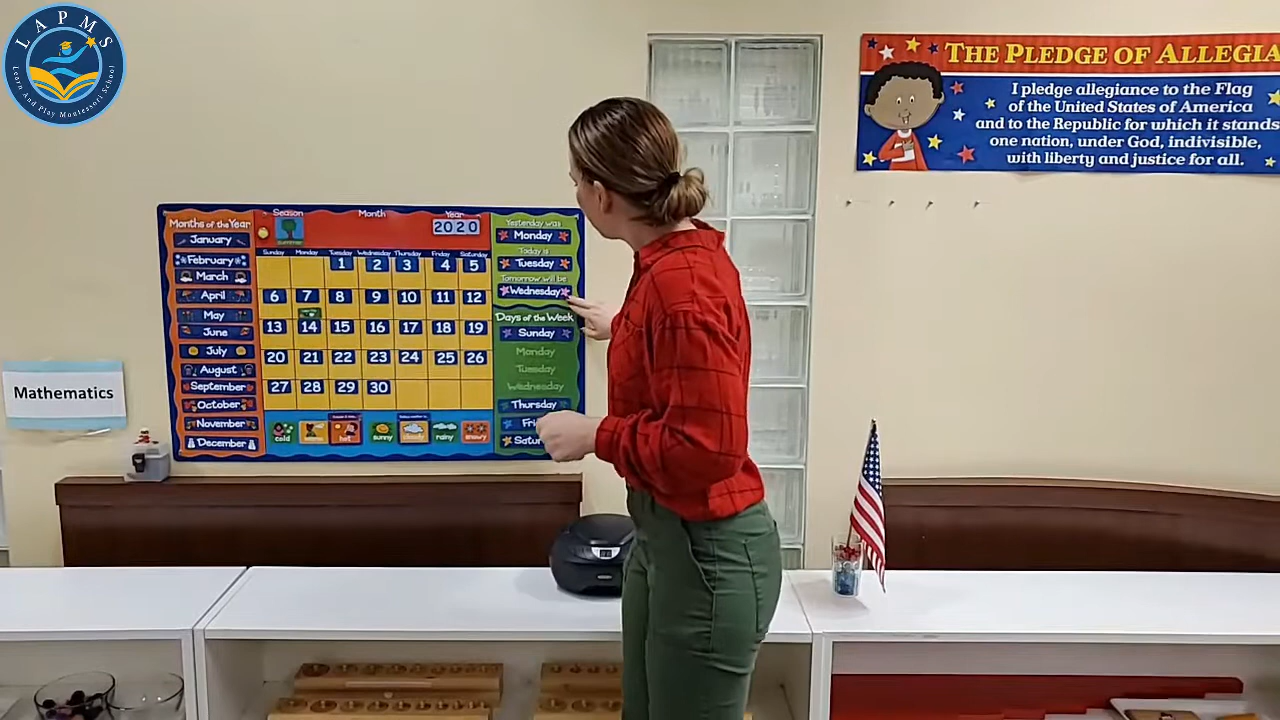 LAPMS
Learn And Play Montessori School
THE PLEDGE OF ALLEGIA
I pledge allegiance to the Flag
of the United States of America
and to the Republic for which it stands
one nation, under God, indivisible,
with liberty and justice for all.
Months of the Year
January
February
March
April
May
June
July
August
September
October
November
December
Season
Month
Year
summer
2020
Sunday Monday Tuesday Wednesday Thursday Friday Saturday
1 2 3 4 5
6 7 8 9 10 11 12
13 14 15 16 17 18 19
20 21 22 23 24 25 26
27 28 29 30
cold
hot
sunny
cloudy
rainy
snowy
Yesterday was
Monday
Today is
Tuesday
Tomorrow will be
Wednesday
Days of the Week
Sunday
Monday
Tuesday
Wednesday
Thursday
Fri
Satur
Mathematics